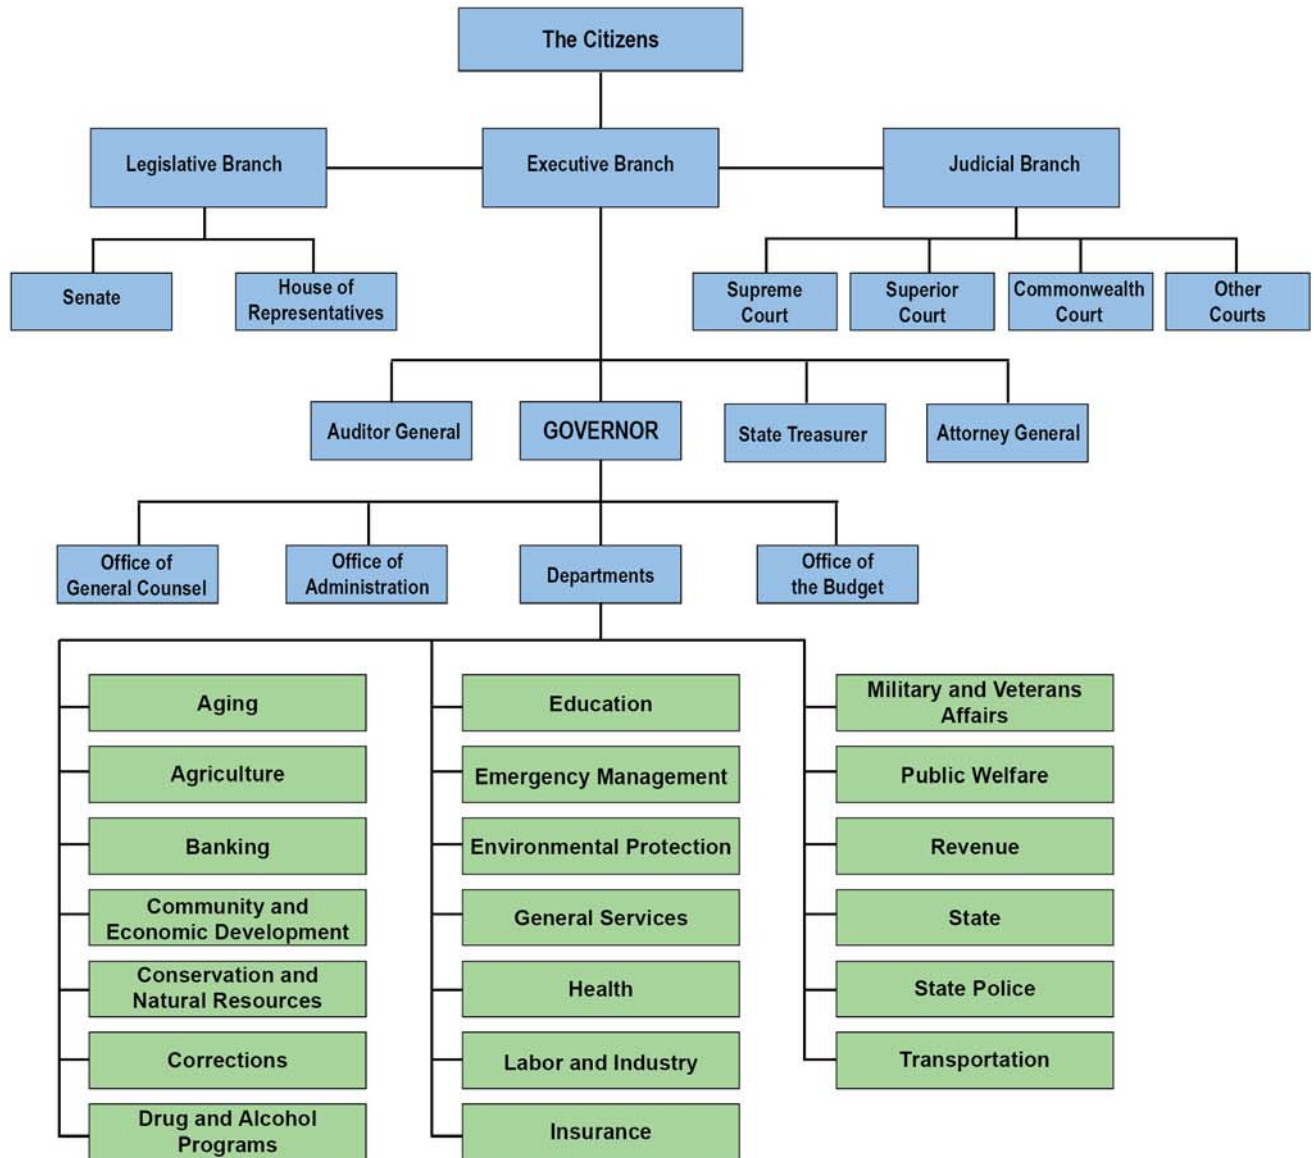 The Citizens
Legislative Branch
Executive Branch
Judicial Branch
Senate
House of
Representatives
Supreme
Court
Superior
Court
Commonwealth
Court
Other
Courts
Auditor General
GOVERNOR
State Treasurer
Attorney General
Office of
General Counsel
Office of
Administration
Departments
Office of
the Budget
Aging
Agriculture
Banking
Community and
Economic Development
Conservation and
Natural Resources
Corrections
Drug and Alcohol
Programs
Education
Emergency Management
Environmental Protection
General Services
Health
Labor and Industry
Insurance
Military and Veterans
Affairs
Public Welfare
Revenue
State
State Police
Transportation